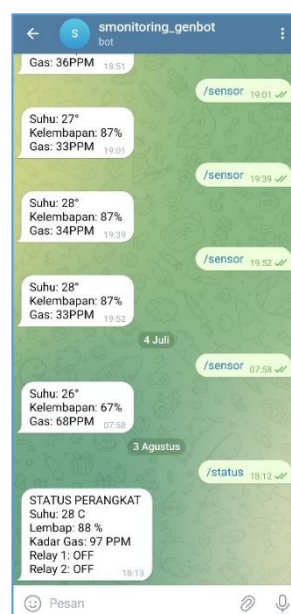 S
smonitoring_genbot
bot
Gas: 36PPM 18:51
/sensor 19:01
Suhu: 27°
Kelembapan: 87%
Gas: 33PPM 19:01
/sensor 19:39
Suhu: 28°
Kelembapan: 87%
Gas: 34PPM 19:39
/sensor 19:52
Suhu: 28°
Kelembapan: 87%
Gas: 33PPM 19:52
4 Juli
/sensor 07:58
Suhu: 26°
Kelembapan: 67%
Gas: 68PPM 07:58
3 Agustus
/status 18:12
STATUS PERANGKAT
Suhu: 28 C
Lembap: 88 %
Kadar Gas: 97 PPM
Relay 1: OFF
Relay 2: OFF 18:13
Pesan